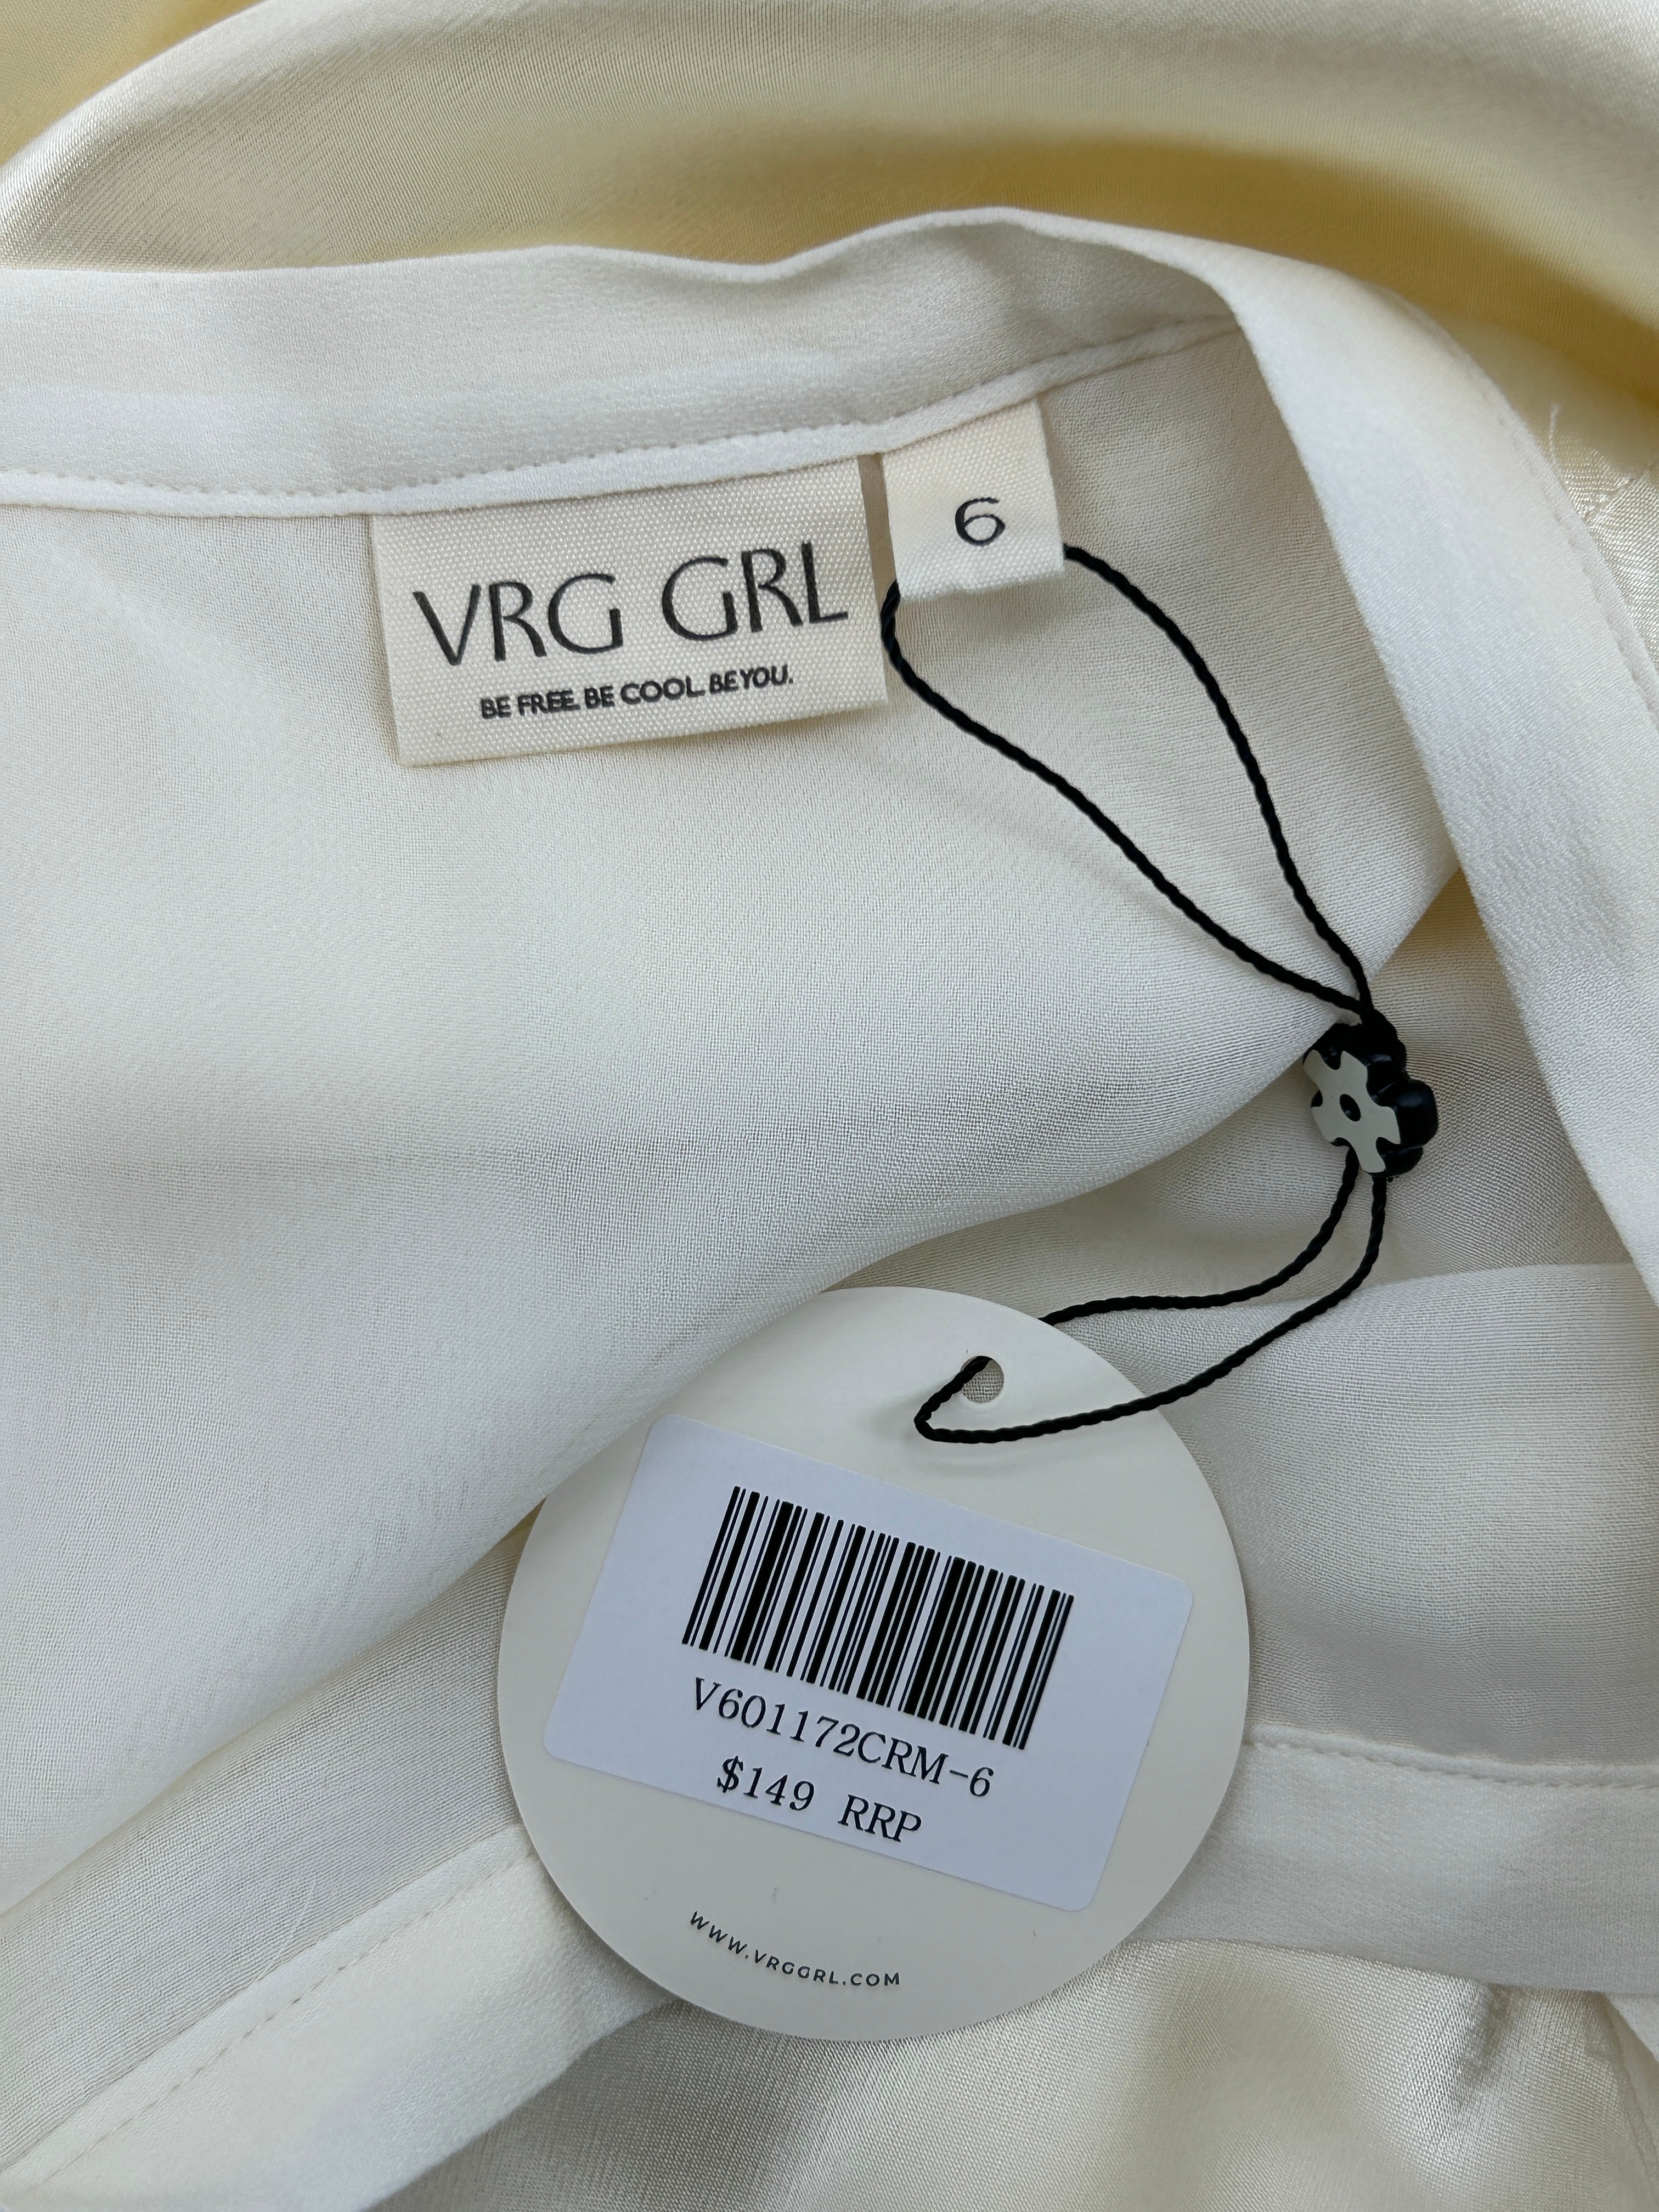 VRG GRL
6
BE FREE. BE COOL. BE YOU.
V601172CRM-6
$149 RRP
WWW.VRGGRL.COM